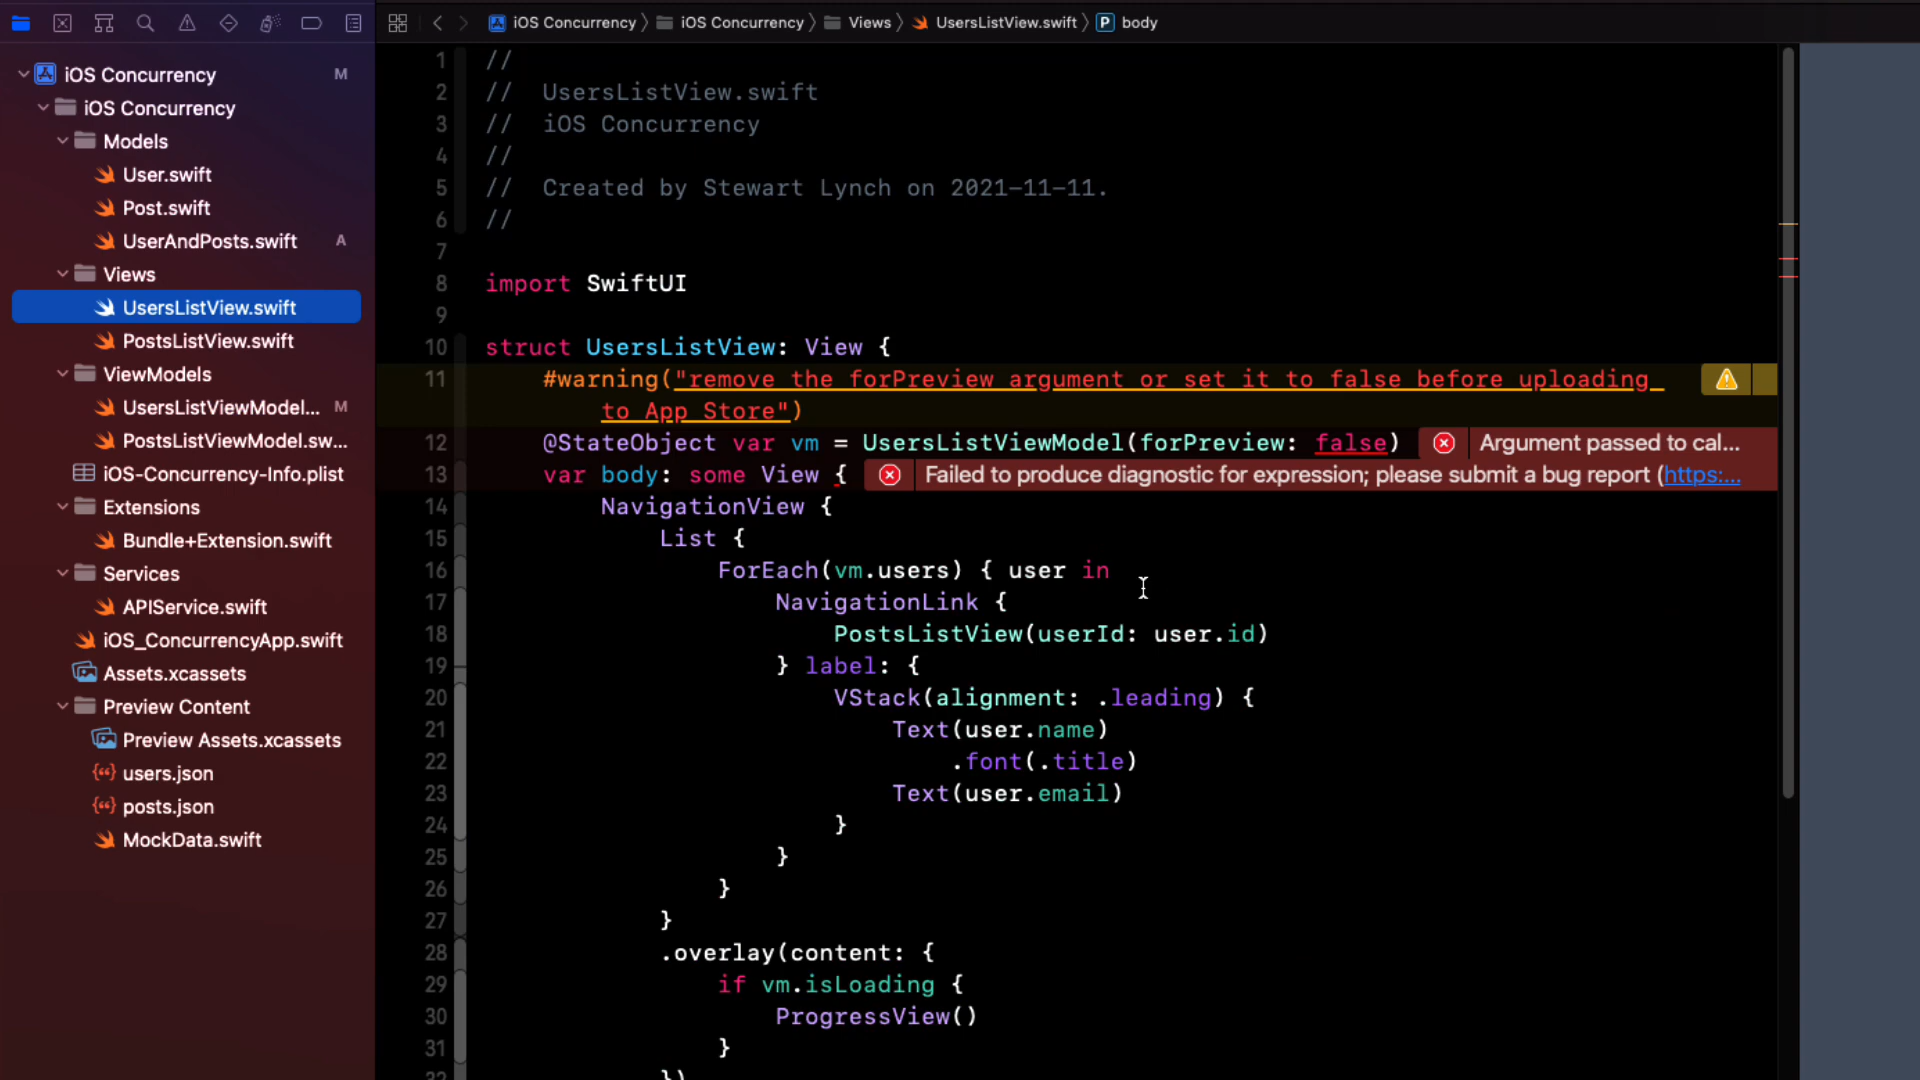 iOS Concurrency M
iOS Concurrency
Models
User.swift
Post.swift
UserAndPosts.swift A
Views
UsersListView.swift
PostsListView.swift
ViewModels
UsersListViewModel... M
PostsListViewModel.sw...
iOS-Concurrency-Info.plist
Extensions
Bundle+Extension.swift
Services
APIService.swift
iOS_ConcurrencyApp.swift
Assets.xcassets
Preview Content
Preview Assets.xcassets
users.json
posts.json
MockData.swift
iOS Concurrency iOS Concurrency Views UsersListView.swift P body
1 //
2 //  UsersListView.swift
3 //  iOS Concurrency
4 //
5 //  Created by Stewart Lynch on 2021-11-11.
6 //
7
8 import SwiftUI
9
10 struct UsersListView: View {
11 #warning("remove the forPreview argument or set it to false before uploading
to App Store")
12 @StateObject var vm = UsersListViewModel(forPreview: false) Argument passed to cal...
13 var body: some View { Failed to produce diagnostic for expression; please submit a bug report (https:...
14 NavigationView {
15 List {
16 ForEach(vm.users) { user in
17 NavigationLink {
18 PostsListView(userId: user.id)
19 } label: {
20 VStack(alignment: .leading) {
21 Text(user.name)
22 .font(.title)
23 Text(user.email)
24 }
25 }
26 }
27 }
28 .overlay(content: {
29 if vm.isLoading {
30 ProgressView()
31 }
32 })